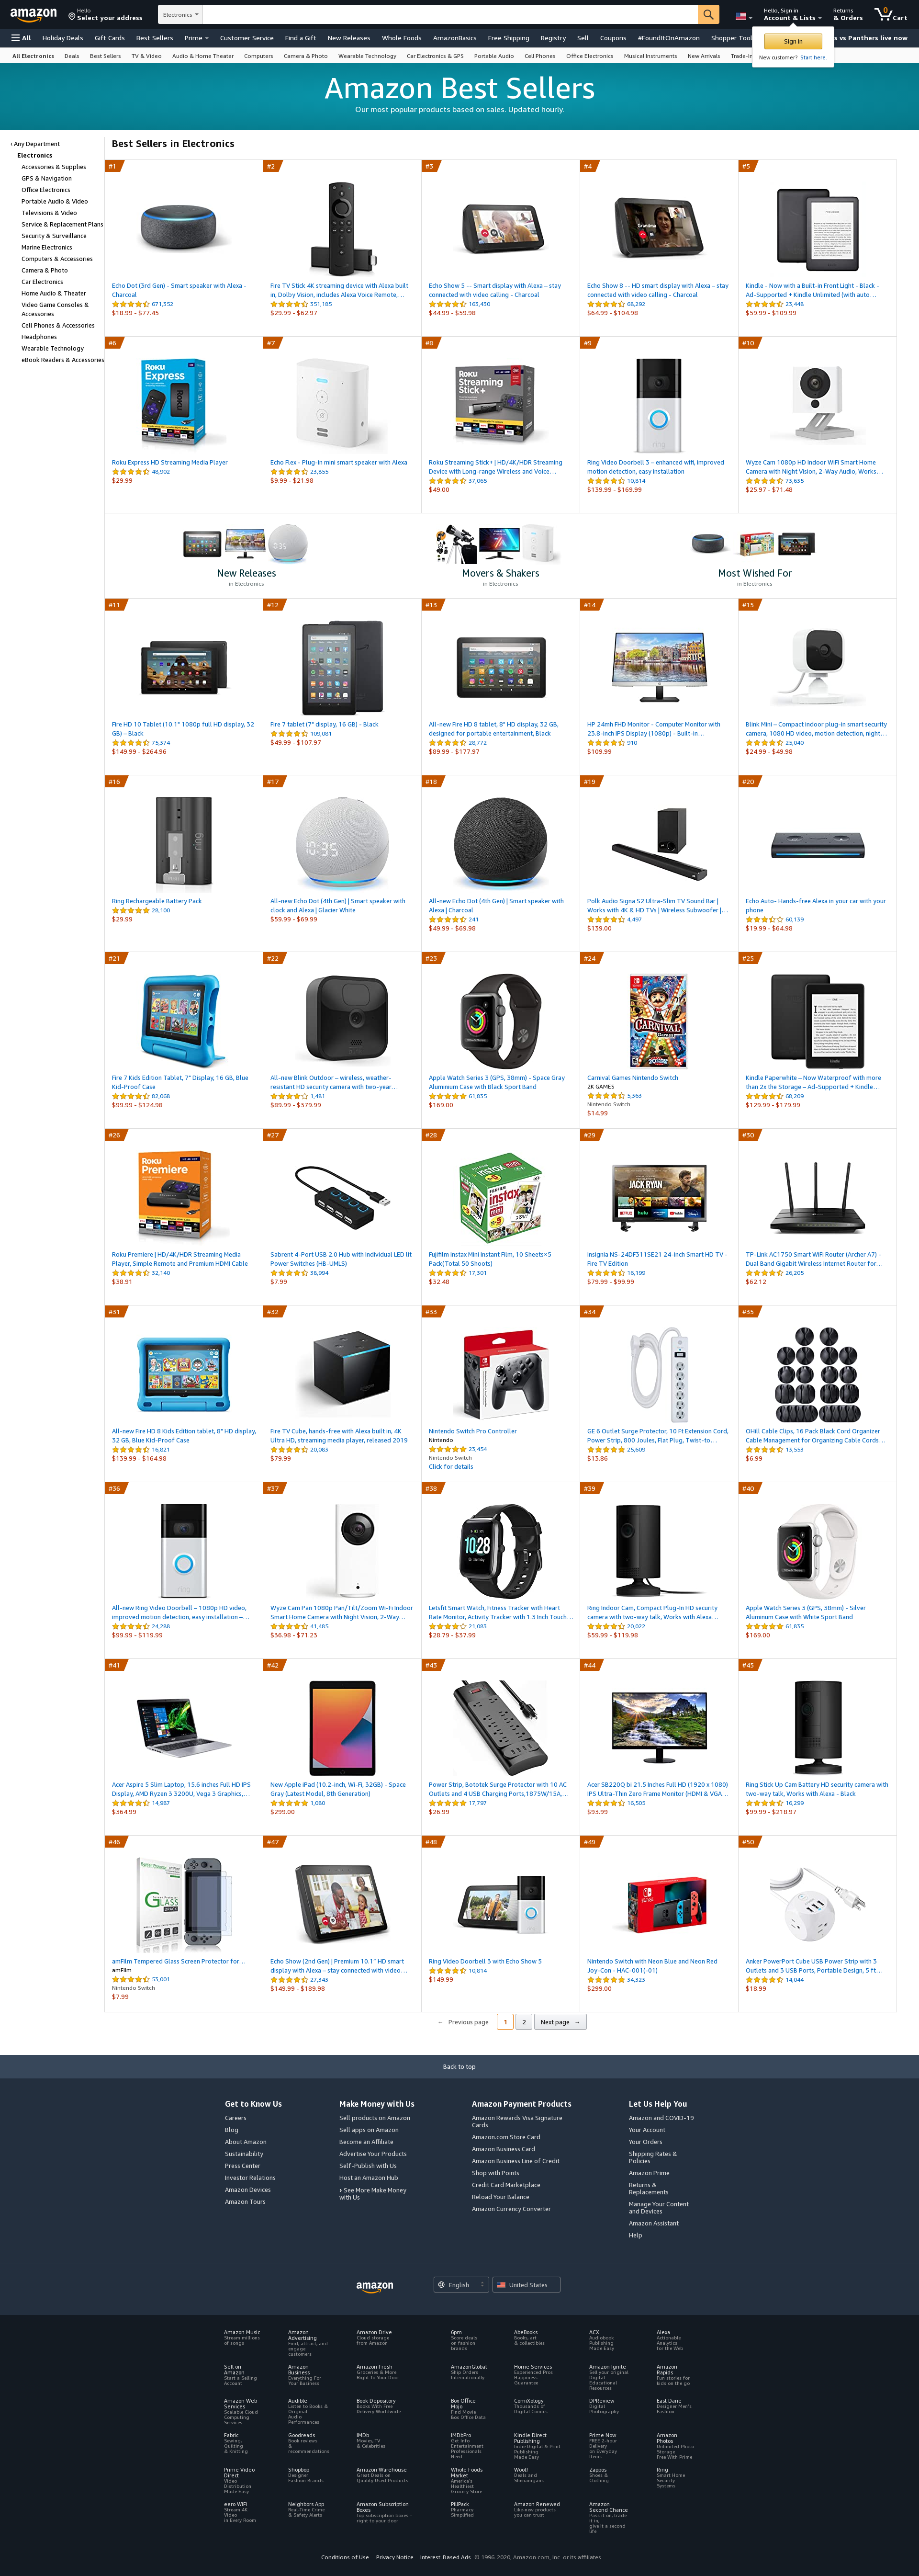 amazon
Hello
Select your address
Electronics
Hello, Sign in
Account & Lists
Returns
& Orders
0
Cart
All
Holiday Deals
Gift Cards
Best Sellers
Prime
Customer Service
Find a Gift
New Releases
Whole Foods
AmazonBasics
Free Shipping
Registry
Sell
Coupons
#FoundItOnAmazon
Shopper Tool
vs Panthers live now
Sign in
New customer? Start here.
All Electronics
Deals
Best Sellers
TV & Video
Audio & Home Theater
Computers
Camera & Photo
Wearable Technology
Car Electronics & GPS
Portable Audio
Cell Phones
Office Electronics
Musical Instruments
New Arrivals
Trade-In
Amazon Best Sellers
Our most popular products based on sales. Updated hourly.
‹ Any Department
Electronics
Accessories & Supplies
GPS & Navigation
Office Electronics
Portable Audio & Video
Televisions & Video
Service & Replacement Plans
Security & Surveillance
Marine Electronics
Computers & Accessories
Camera & Photo
Car Electronics
Home Audio & Theater
Video Game Consoles &
Accessories
Cell Phones & Accessories
Headphones
Wearable Technology
eBook Readers & Accessories
Best Sellers in Electronics
#1
Echo Dot (3rd Gen) - Smart speaker with Alexa -
Charcoal
671,352
$18.99 - $77.45
#2
Fire TV Stick 4K streaming device with Alexa built
in, Dolby Vision, includes Alexa Voice Remote,…
351,185
$29.99 - $62.97
#3
Echo Show 5 -- Smart display with Alexa – stay
connected with video calling - Charcoal
163,430
$44.99 - $59.98
#4
Echo Show 8 -- HD smart display with Alexa – stay
connected with video calling - Charcoal
68,292
$64.99 - $104.98
#5
Kindle - Now with a Built-in Front Light - Black -
Ad-Supported + Kindle Unlimited (with auto…
23,448
$59.99 - $109.99
#6
Roku Express HD Streaming Media Player
48,902
$29.99
#7
Echo Flex - Plug-in mini smart speaker with Alexa
23,855
$9.99 - $21.98
#8
Roku Streaming Stick+ | HD/4K/HDR Streaming
Device with Long-range Wireless and Voice…
37,065
$49.00
#9
Ring Video Doorbell 3 – enhanced wifi, improved
motion detection, easy installation
10,814
$139.99 - $169.99
#10
Wyze Cam 1080p HD Indoor WiFi Smart Home
Camera with Night Vision, 2-Way Audio, Works…
73,635
$25.97 - $71.48
New Releases
in Electronics
Movers & Shakers
in Electronics
Most Wished For
in Electronics
#11
Fire HD 10 Tablet (10.1" 1080p full HD display, 32
GB) – Black
75,374
$149.99 - $264.96
#12
Fire 7 tablet (7" display, 16 GB) - Black
109,081
$49.99 - $107.97
#13
All-new Fire HD 8 tablet, 8" HD display, 32 GB,
designed for portable entertainment, Black
28,772
$89.99 - $177.97
#14
HP 24mh FHD Monitor - Computer Monitor with
23.8-inch IPS Display (1080p) - Built-in…
910
$109.99
#15
Blink Mini – Compact indoor plug-in smart security
camera, 1080 HD video, motion detection, night…
25,040
$24.99 - $49.98
#16
Ring Rechargeable Battery Pack
28,100
$29.99
#17
All-new Echo Dot (4th Gen) | Smart speaker with
clock and Alexa | Glacier White
$59.99 - $69.99
#18
All-new Echo Dot (4th Gen) | Smart speaker with
Alexa | Charcoal
241
$49.99 - $69.98
#19
Polk Audio Signa S2 Ultra-Slim TV Sound Bar |
Works with 4K & HD TVs | Wireless Subwoofer |…
4,497
$139.00
#20
Echo Auto- Hands-free Alexa in your car with your
phone
60,139
$19.99 - $64.98
#21
Fire 7 Kids Edition Tablet, 7" Display, 16 GB, Blue
Kid-Proof Case
82,068
$99.99 - $124.98
#22
All-new Blink Outdoor – wireless, weather-
resistant HD security camera with two-year…
1,481
$89.99 - $379.99
#23
Apple Watch Series 3 (GPS, 38mm) - Space Gray
Aluminium Case with Black Sport Band
61,835
$169.00
#24
Carnival Games Nintendo Switch
2K GAMES
5,363
Nintendo Switch
$14.99
#25
Kindle Paperwhite – Now Waterproof with more
than 2x the Storage – Ad-Supported + Kindle…
68,209
$129.99 - $179.99
#26
Roku Premiere | HD/4K/HDR Streaming Media
Player, Simple Remote and Premium HDMI Cable
32,140
$38.91
#27
Sabrent 4-Port USB 2.0 Hub with Individual LED lit
Power Switches (HB-UMLS)
38,994
$7.99
#28
Fujifilm Instax Mini Instant Film, 10 Sheets×5
Pack(Total 50 Shoots)
17,301
$32.48
#29
Insignia NS-24DF311SE21 24-inch Smart HD TV -
Fire TV Edition
16,199
$79.99 - $99.99
#30
TP-Link AC1750 Smart WiFi Router (Archer A7) -
Dual Band Gigabit Wireless Internet Router for…
26,205
$62.12
#31
All-new Fire HD 8 Kids Edition tablet, 8" HD display,
32 GB, Blue Kid-Proof Case
16,821
$139.99 - $164.98
#32
Fire TV Cube, hands-free with Alexa built in, 4K
Ultra HD, streaming media player, released 2019
20,083
$79.99
#33
Nintendo Switch Pro Controller
Nintendo
23,454
Nintendo Switch
Click for details
#34
GE 6 Outlet Surge Protector, 10 Ft Extension Cord,
Power Strip, 800 Joules, Flat Plug, Twist-to…
25,609
$13.86
#35
OHill Cable Clips, 16 Pack Black Cord Organizer
Cable Management for Organizing Cable Cords…
13,553
$6.99
#36
All-new Ring Video Doorbell – 1080p HD video,
improved motion detection, easy installation –…
24,288
$99.99 - $119.99
#37
Wyze Cam Pan 1080p Pan/Tilt/Zoom Wi-Fi Indoor
Smart Home Camera with Night Vision, 2-Way…
41,485
$36.98 - $71.23
#38
Letsfit Smart Watch, Fitness Tracker with Heart
Rate Monitor, Activity Tracker with 1.3 Inch Touch…
21,083
$28.79 - $37.99
#39
Ring Indoor Cam, Compact Plug-In HD security
camera with two-way talk, Works with Alexa…
20,022
$59.99 - $119.98
#40
Apple Watch Series 3 (GPS, 38mm) - Silver
Aluminum Case with White Sport Band
61,835
$169.00
#41
Acer Aspire 5 Slim Laptop, 15.6 inches Full HD IPS
Display, AMD Ryzen 3 3200U, Vega 3 Graphics,…
14,987
$364.99
#42
New Apple iPad (10.2-inch, Wi-Fi, 32GB) - Space
Gray (Latest Model, 8th Generation)
1,080
$299.00
#43
Power Strip, Bototek Surge Protector with 10 AC
Outlets and 4 USB Charging Ports,1875W/15A,…
17,797
$26.99
#44
Acer SB220Q bi 21.5 Inches Full HD (1920 x 1080)
IPS Ultra-Thin Zero Frame Monitor (HDMI & VGA…
16,505
$93.99
#45
Ring Stick Up Cam Battery HD security camera with
two-way talk, Works with Alexa - Black
16,299
$99.99 - $218.97
#46
amFilm Tempered Glass Screen Protector for…
amFilm
53,001
Nintendo Switch
$7.99
#47
Echo Show (2nd Gen) | Premium 10.1" HD smart
display with Alexa – stay connected with video…
27,343
$149.99 - $189.98
#48
Ring Video Doorbell 3 with Echo Show 5
10,814
$149.99
#49
Nintendo Switch with Neon Blue and Neon Red
Joy-Con - HAC-001(-01)
34,323
$299.00
#50
Anker PowerPort Cube USB Power Strip with 3
Outlets and 3 USB Ports, Portable Design, 5 ft…
14,044
$18.99
← Previous page
1
2
Next page →
Back to top
Get to Know Us
Careers
Blog
About Amazon
Sustainability
Press Center
Investor Relations
Amazon Devices
Amazon Tours
Make Money with Us
Sell products on Amazon
Sell apps on Amazon
Become an Affiliate
Advertise Your Products
Self-Publish with Us
Host an Amazon Hub
› See More Make Money
with Us
Amazon Payment Products
Amazon Rewards Visa Signature
Cards
Amazon.com Store Card
Amazon Business Card
Amazon Business Line of Credit
Shop with Points
Credit Card Marketplace
Reload Your Balance
Amazon Currency Converter
Let Us Help You
Amazon and COVID-19
Your Account
Your Orders
Shipping Rates &
Policies
Amazon Prime
Returns &
Replacements
Manage Your Content
and Devices
Amazon Assistant
Help
amazon
English
United States
Amazon Music
Stream millions
of songs
Amazon
Advertising
Find, attract, and
engage
customers
Amazon Drive
Cloud storage
from Amazon
6pm
Score deals
on fashion
brands
AbeBooks
Books, art
& collectibles
ACX
Audiobook
Publishing
Made Easy
Alexa
Actionable
Analytics
for the Web
Sell on
Amazon
Start a Selling
Account
Amazon
Business
Everything For
Your Business
Amazon Fresh
Groceries & More
Right To Your Door
AmazonGlobal
Ship Orders
Internationally
Home Services
Experienced Pros
Happiness
Guarantee
Amazon Ignite
Sell your original
Digital
Educational
Resources
Amazon
Rapids
Fun stories for
kids on the go
Amazon Web
Services
Scalable Cloud
Computing
Services
Audible
Listen to Books &
Original
Audio
Performances
Book Depository
Books With Free
Delivery Worldwide
Box Office
Mojo
Find Movie
Box Office Data
ComiXology
Thousands of
Digital Comics
DPReview
Digital
Photography
East Dane
Designer Men's
Fashion
Fabric
Sewing,
Quilting
& Knitting
Goodreads
Book reviews
&
recommendations
IMDb
Movies, TV
& Celebrities
IMDbPro
Get Info
Entertainment
Professionals
Need
Kindle Direct
Publishing
Indie Digital & Print
Publishing
Made Easy
Prime Now
FREE 2-hour
Delivery
on Everyday
Items
Amazon
Photos
Unlimited Photo
Storage
Free With Prime
Prime Video
Direct
Video
Distribution
Made Easy
Shopbop
Designer
Fashion Brands
Amazon Warehouse
Great Deals on
Quality Used Products
Whole Foods
Market
America's
Healthiest
Grocery Store
Woot!
Deals and
Shenanigans
Zappos
Shoes &
Clothing
Ring
Smart Home
Security
Systems
eero WiFi
Stream 4K
Video
in Every Room
Neighbors App
Real-Time Crime
& Safety Alerts
Amazon Subscription
Boxes
Top subscription boxes –
right to your door
PillPack
Pharmacy
Simplified
Amazon Renewed
Like-new products
you can trust
Amazon
Second Chance
Pass it on, trade
it in,
give it a second
life
Conditions of Use
Privacy Notice
Interest-Based Ads
© 1996-2020, Amazon.com, Inc. or its affiliates